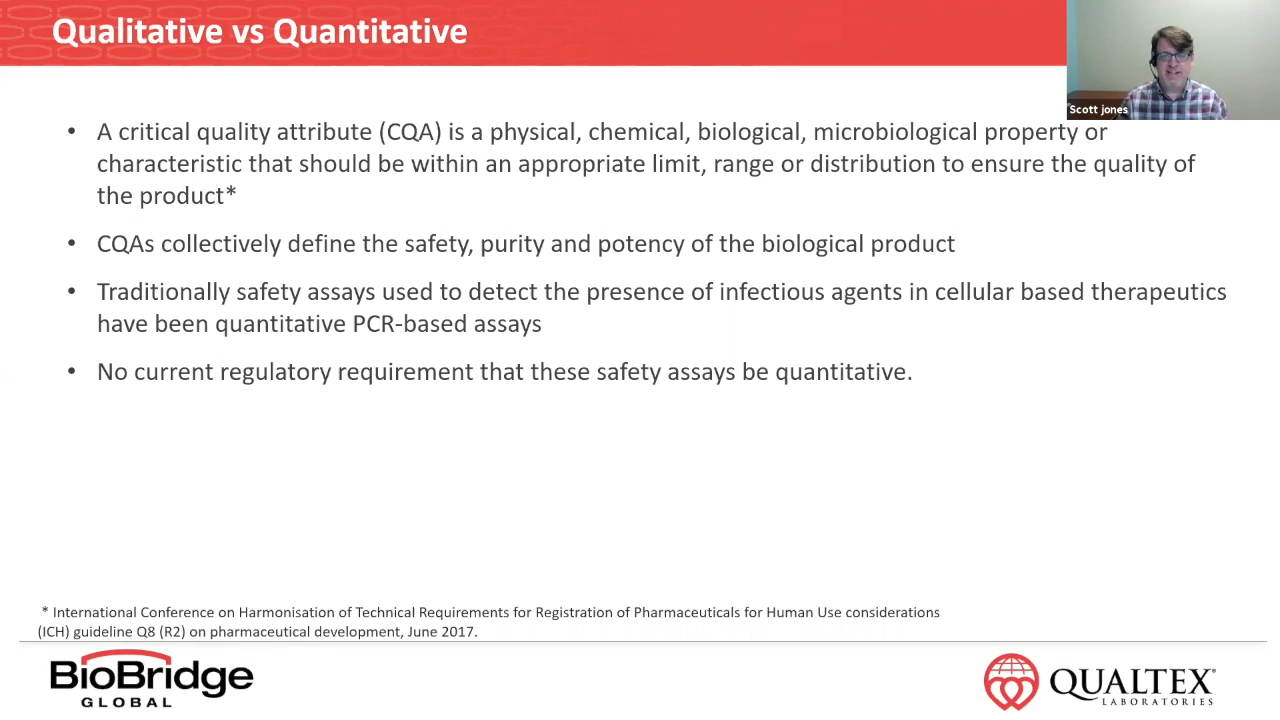 Qualitative vs Quantitative
Scott jones
• A critical quality attribute (CQA) is a physical, chemical, biological, microbiological property or
characteristic that should be within an appropriate limit, range or distribution to ensure the quality of
the product*
• CQAs collectively define the safety, purity and potency of the biological product
• Traditionally safety assays used to detect the presence of infectious agents in cellular based therapeutics
have been quantitative PCR-based assays
• No current regulatory requirement that these safety assays be quantitative.
* International Conference on Harmonisation of Technical Requirements for Registration of Pharmaceuticals for Human Use considerations
(ICH) guideline Q8 (R2) on pharmaceutical development, June 2017.
BioBridge
GLOBAL
QUALTEX®
LABORATORIES